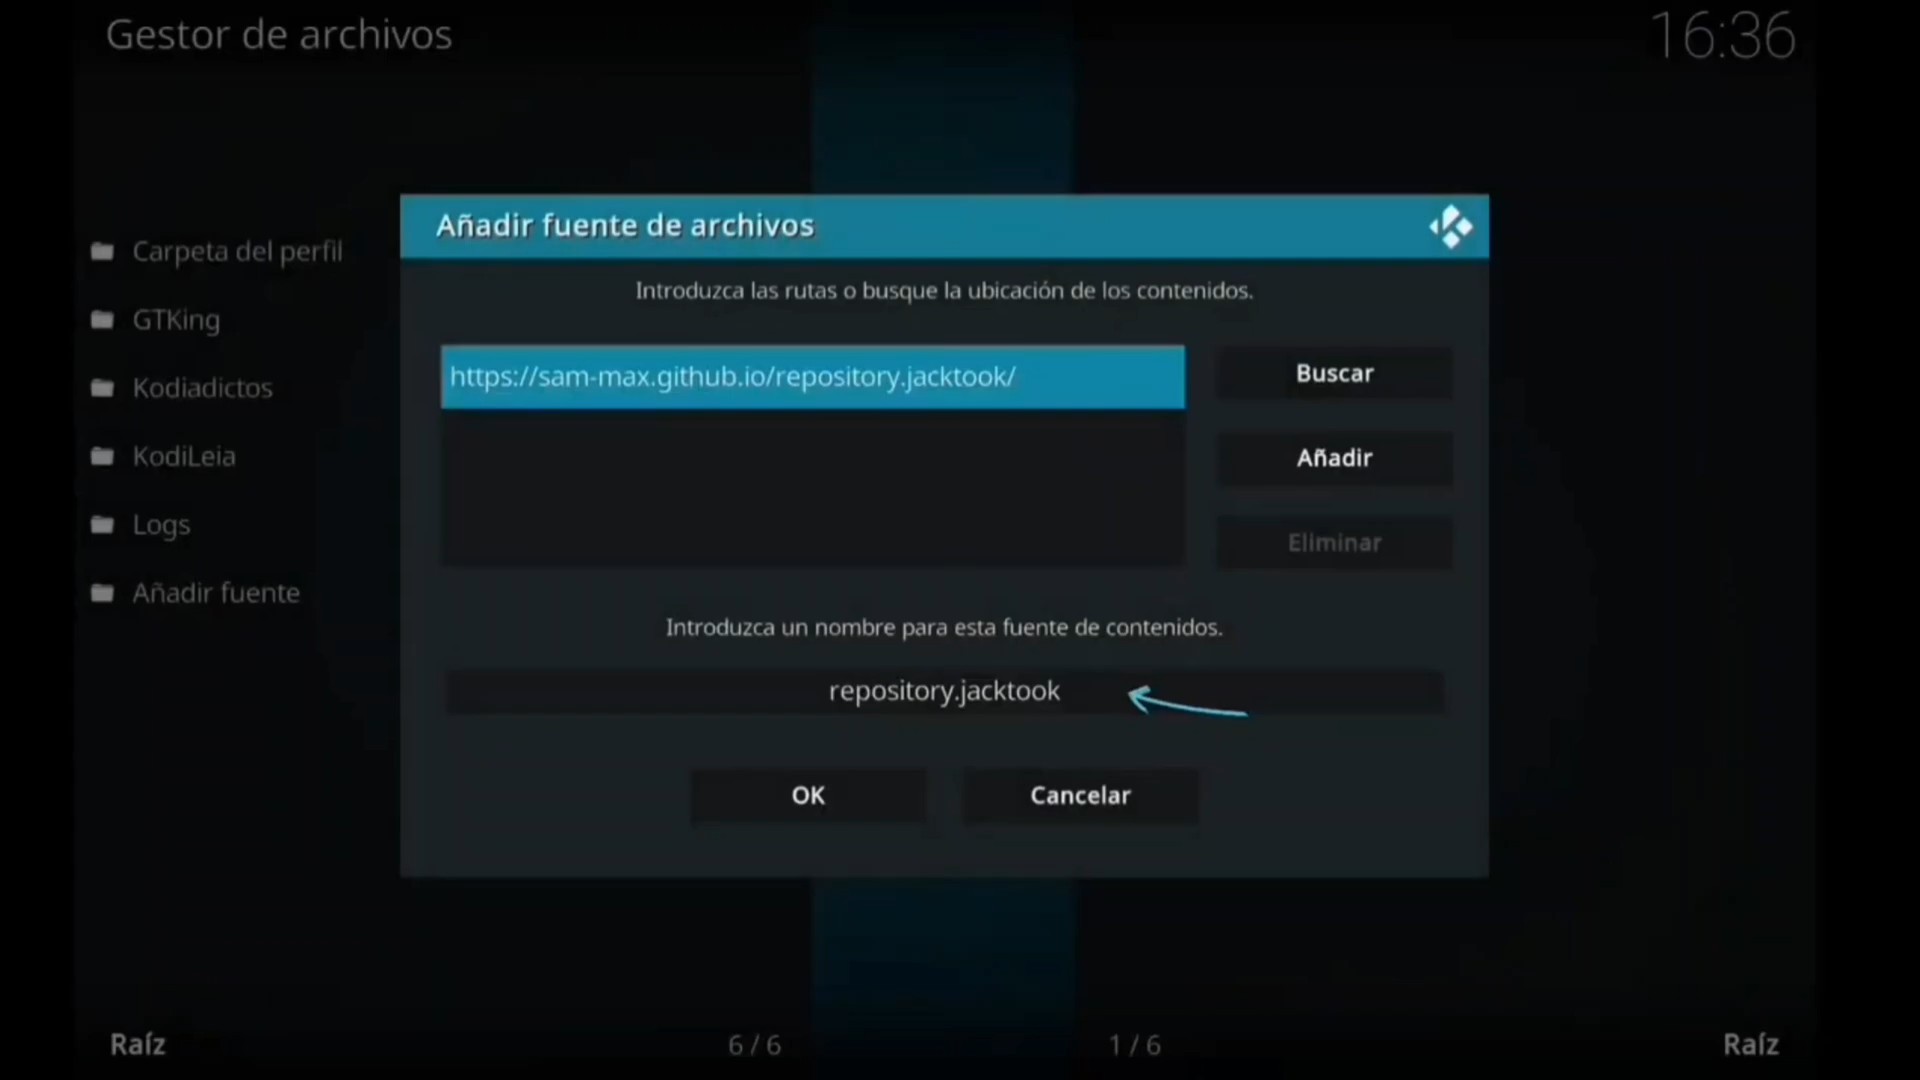 Gestor de archivos
16:36
Añadir fuente de archivos
Introduzca las rutas o busque la ubicación de los contenidos.
Carpeta del perfil
GTKing
Kodiadictos
KodiLeia
Logs
Añadir fuente
https://sam-max.github.io/repository.jacktook/
Buscar
Añadir
Eliminar
Introduzca un nombre para esta fuente de contenidos.
repository.jacktook
OK
Cancelar
Raíz
6 / 6
1 / 6
Raíz